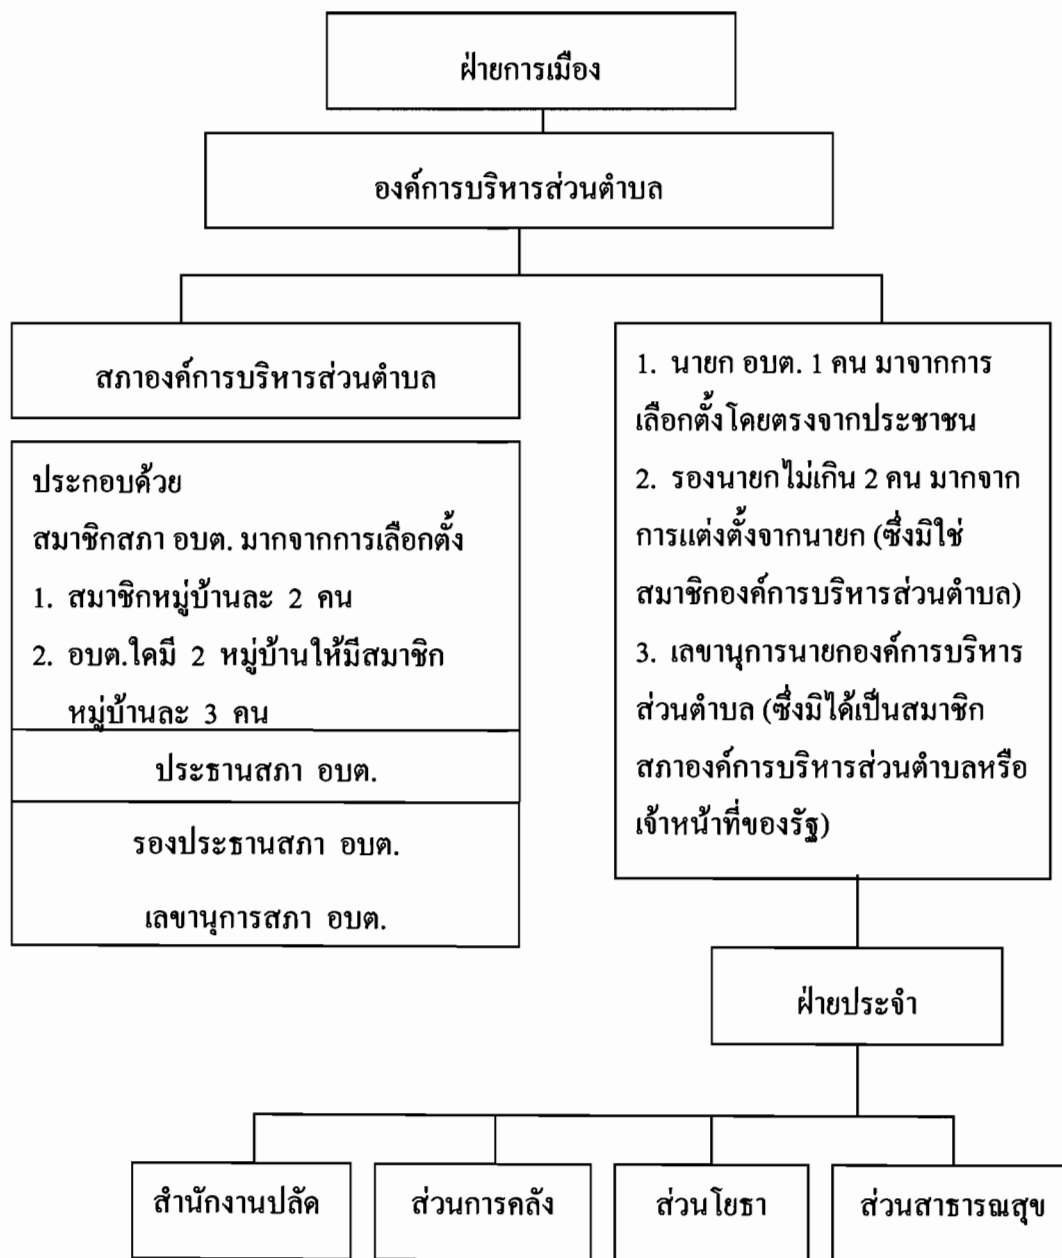 ฝ่ายการเมือง
องค์การบริหารส่วนตำบล
สภาองค์การบริหารส่วนตำบล
ประกอบด้วย
สมาชิกสภา อบต. มากจากการเลือกตั้ง
1. สมาชิกหมู่บ้านละ 2 คน
2. อบต.ใดมี 2 หมู่บ้านให้มีสมาชิก
หมู่บ้านละ 3 คน
ประธานสภา อบต.
รองประธานสภา อบต.
เลขานุการสภา อบต.
1. นายก อบต. 1 คน มาจากการ
เลือกตั้งโดยตรงจากประชาชน
2. รองนายกไม่เกิน 2 คน มากจาก
การแต่งตั้งจากนายก (ซึ่งมิใช่
สมาชิกองค์การบริหารส่วนตำบล)
3. เลขานุการนายกองค์การบริหาร
ส่วนตำบล (ซึ่งมิได้เป็นสมาชิก
สภาองค์การบริหารส่วนตำบลหรือ
เจ้าหน้าที่ของรัฐ)
ฝ่ายประจำ
สำนักงานปลัด
ส่วนการคลัง
ส่วนโยธา
ส่วนสาธารณสุข